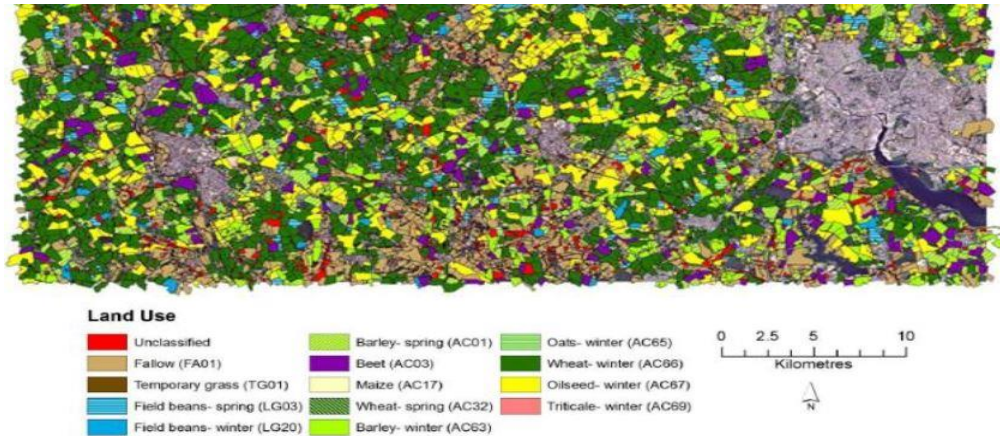 Land Use
Unclassified
Fallow (FA01)
Temporary grass (TG01)
Field beans- spring (LG03)
Field beans- winter (LG20)
Barley- spring (AC01)
Beet (AC03)
Maize (AC17)
Wheat- spring (AC32)
Barley- winter (AC63)
Oats- winter (AC65)
Wheat- winter (AC66)
Oilseed- winter (AC67)
Triticale- winter (AC69)
0 2.5 5 10
Kilometres
N